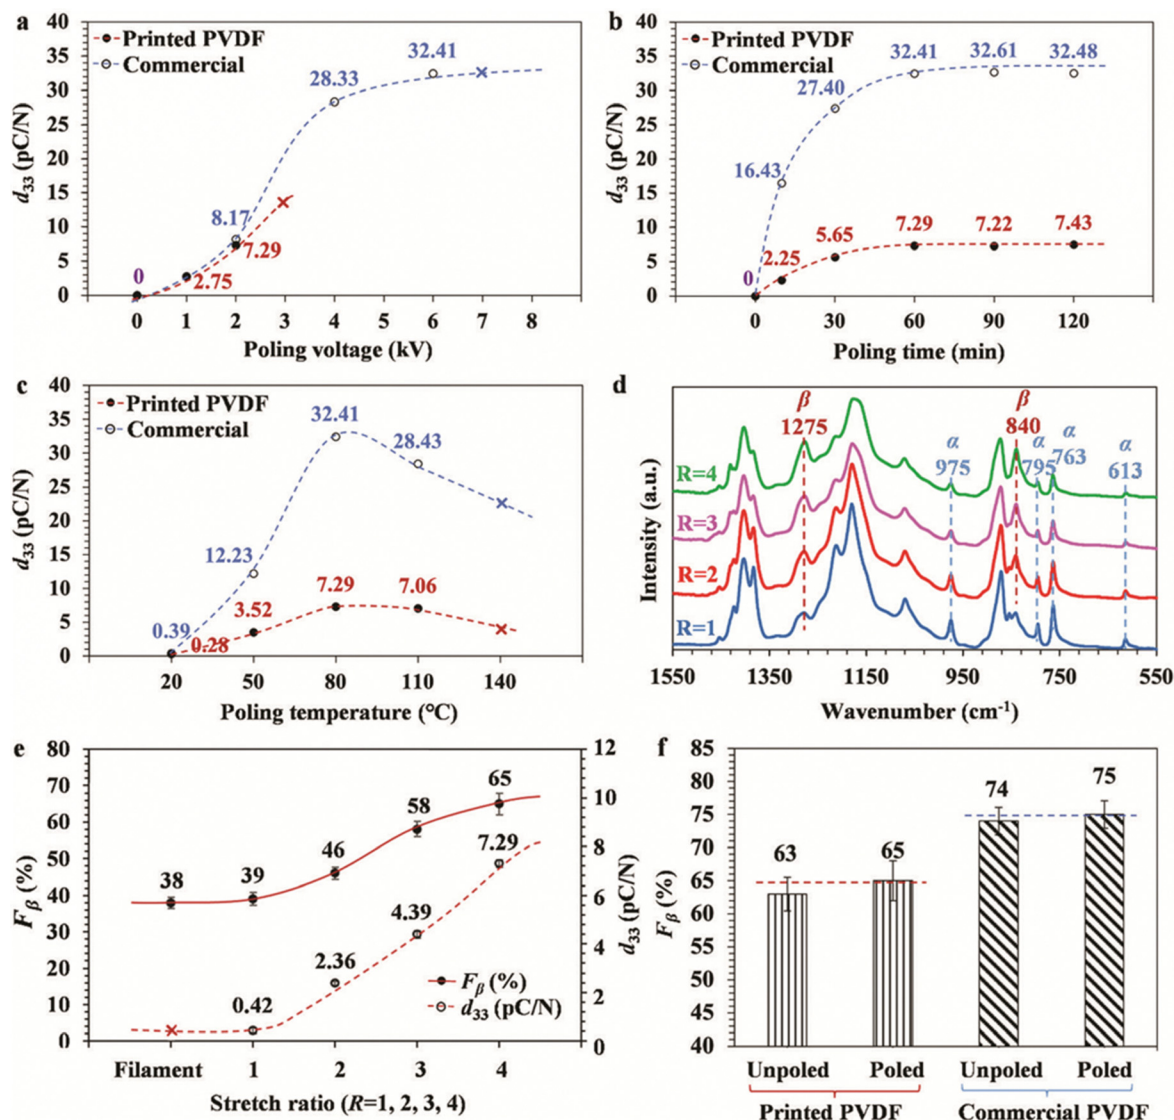 a
40
35
30
25
20
15
10
5
0
d33 (pC/N)
Printed PVDF
Commercial
0
2.75
8.17
7.29
28.33
32.41
0 1 2 3 4 5 6 7 8
Poling voltage (kV)
b
40
35
30
25
20
15
10
5
0
d33 (pC/N)
Printed PVDF
Commercial
16.43
27.40
32.41
32.61
32.48
0
2.25
5.65
7.29
7.22
7.43
0 30 60 90 120
Poling time (min)
c
40
35
30
25
20
15
10
5
0
d33 (pC/N)
Printed PVDF
Commercial
0.39
12.23
32.41
28.43
0.28
3.52
7.29
7.06
20 50 80 110 140
Poling temperature (℃)
d
Intensity (a.u.)
β
1275
β
840
α
975
α
795
α
763
α
613
R=4
R=3
R=2
R=1
1550 1350 1150 950 750 550
Wavenumber (cm-1)
e
80
70
60
50
40
30
20
10
0
Fβ (%)
12
10
8
6
4
2
0
d33 (pC/N)
38
39
46
58
65
0.42
2.36
4.39
7.29
Fβ (%)
d33 (pC/N)
Filament 1 2 3 4
Stretch ratio (R=1, 2, 3, 4)
f
85
80
75
70
65
60
55
50
45
40
Fβ (%)
63
65
74
75
Unpoled Poled Unpoled Poled
Printed PVDF Commercial PVDF